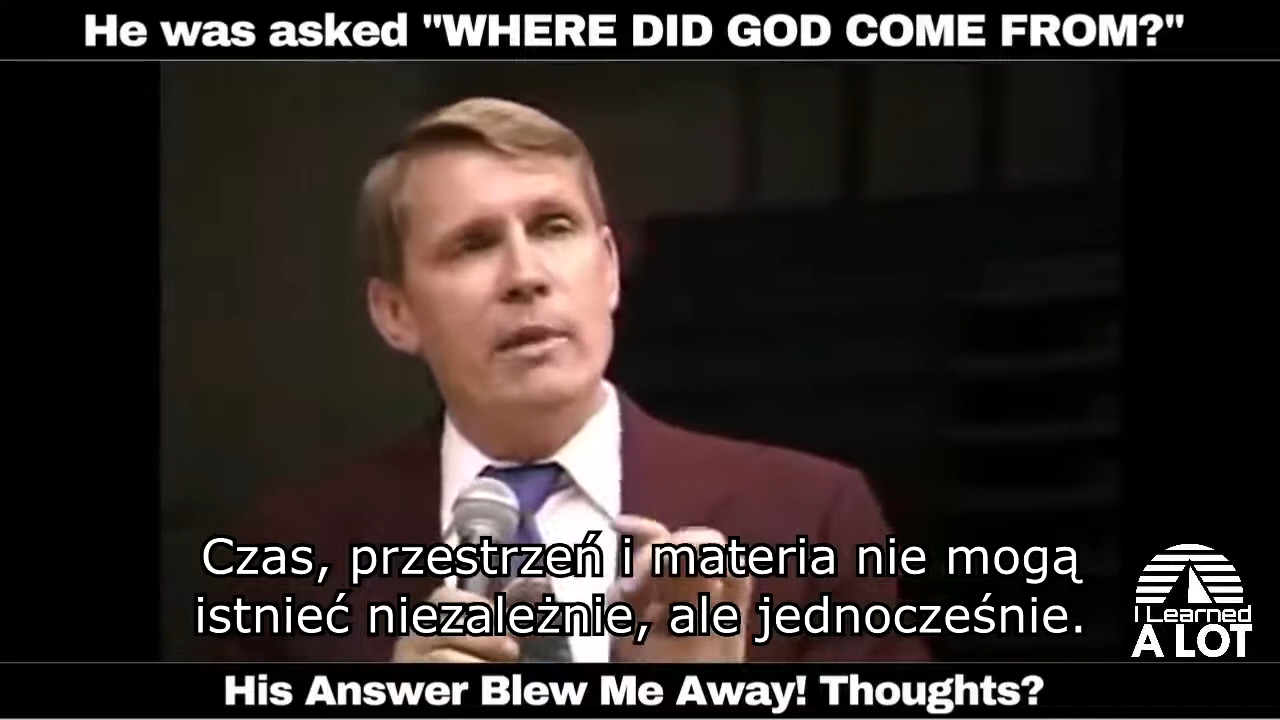 He was asked "WHERE DID GOD COME FROM?"
Czas, przestrzeń i materia nie mogą
istnieć niezależnie, ale jednocześnie.
i Learned
A LOT
His Answer Blew Me Away! Thoughts?